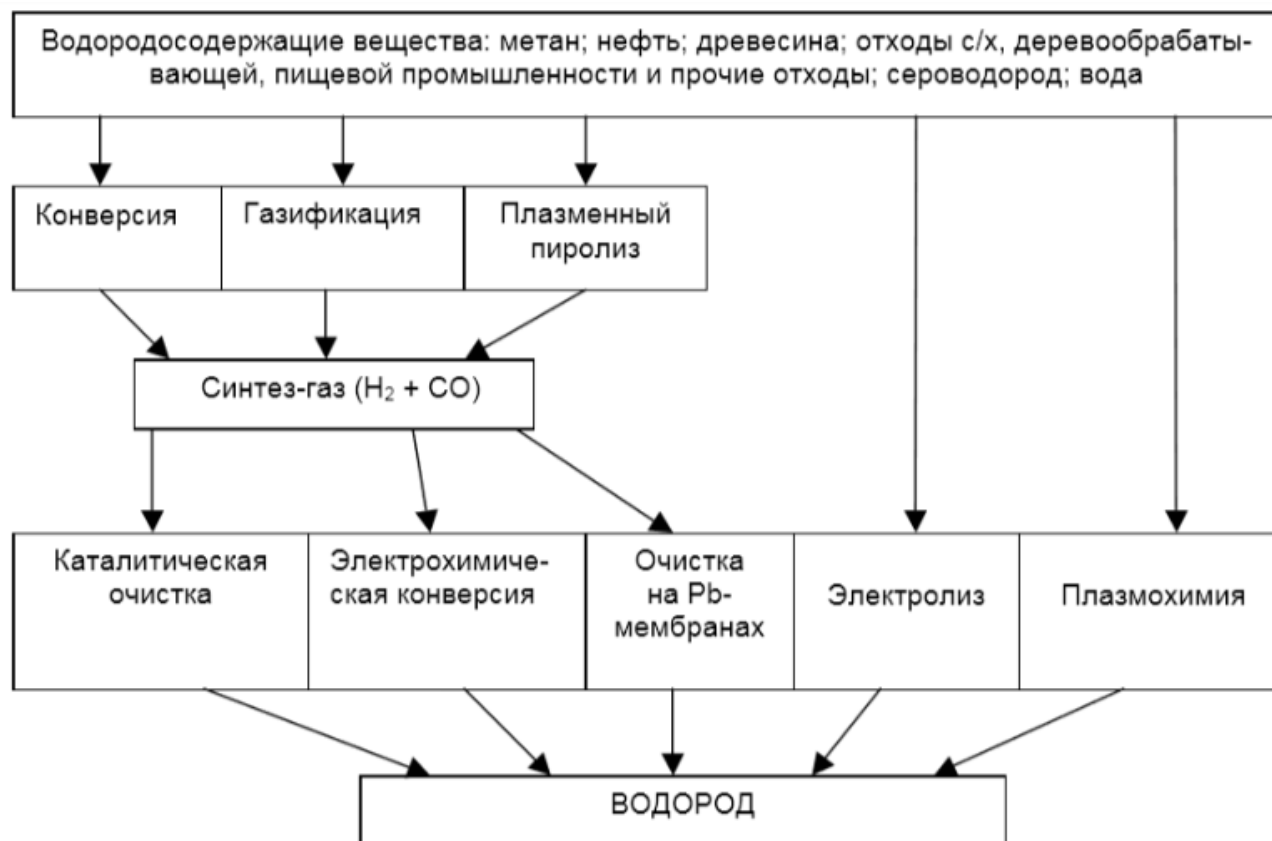 Водородосодержащие вещества: метан; нефть; древесина; отходы с/х, деревообрабаты-
вающей, пищевой промышленности и прочие отходы; сероводород; вода
Конверсия
Газификация
Плазменный
пиролиз
Синтез-газ (H₂ + CO)
Каталитическая
очистка
Электрохимиче-
ская конверсия
Очистка
на Pb-
мембранах
Электролиз
Плазмохимия
ВОДОРОД